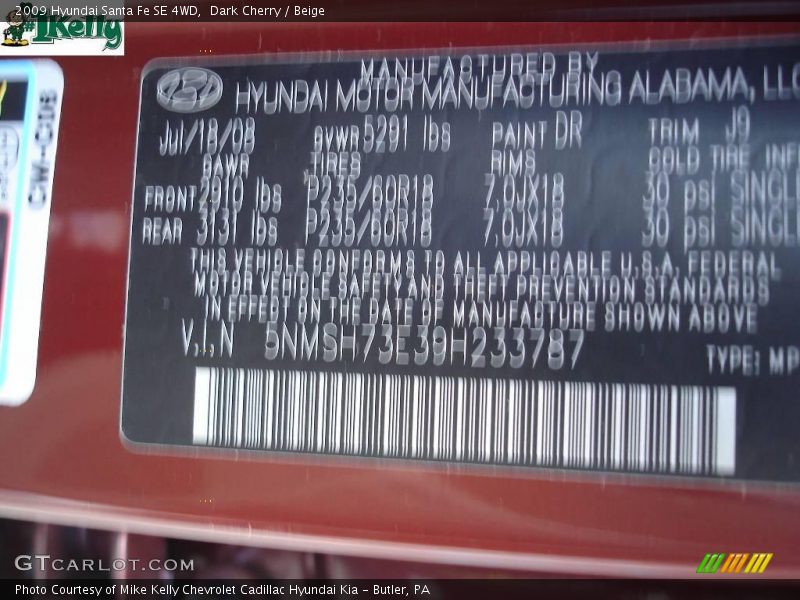 2009 Hyundai Santa Fe SE 4WD,  Dark Cherry / Beige
Kelly
CW-CDB
MANUFACTURED BY
HYUNDAI MOTOR MANUFACTURING ALABAMA, LLC
Jul/18/08 GVWR 5291 lbs PAINT DR TRIM J9
GAWR TIRES RIMS COLD TIRE INF
FRONT 2910 lbs P235/60R18 7.0JX18 30 psi SINGL
REAR 3131 lbs P235/60R18 7.0JX18 30 psi SINGL
THIS VEHICLE CONFORMS TO ALL APPLICABLE U.S.A. FEDERAL
MOTOR VEHICLE SAFTY AND THEFT PREVENTION STANDARDS
IN EFFECT ON THE DATE OF MANUFACTURE SHOWN ABOVE
V.I.N 5NMSH73E39H233787
TYPE: MP
GTCARLOT.COM
Photo Courtesy of Mike Kelly Chevrolet Cadillac Hyundai Kia - Butler, PA